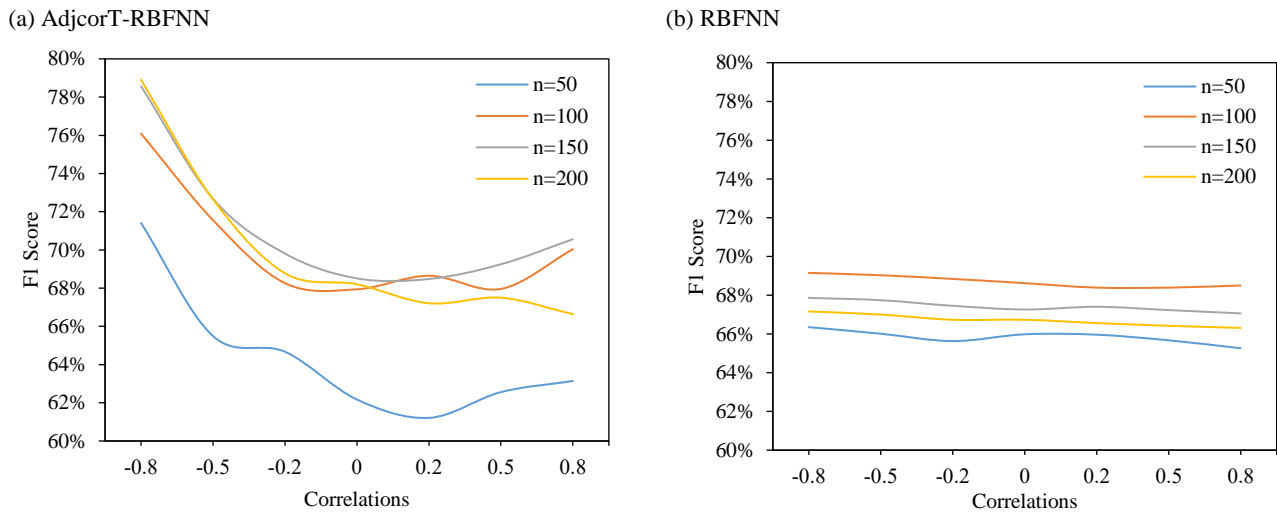 (a) AdjcorT-RBFNN
80%
78%
76%
74%
72%
70%
68%
66%
64%
62%
60%
F1 Score
n=50
n=100
n=150
n=200
-0.8 -0.5 -0.2 0 0.2 0.5 0.8
Correlations
(b) RBFNN
80%
78%
76%
74%
72%
70%
68%
66%
64%
62%
60%
F1 Score
n=50
n=100
n=150
n=200
-0.8 -0.5 -0.2 0 0.2 0.5 0.8
Correlations